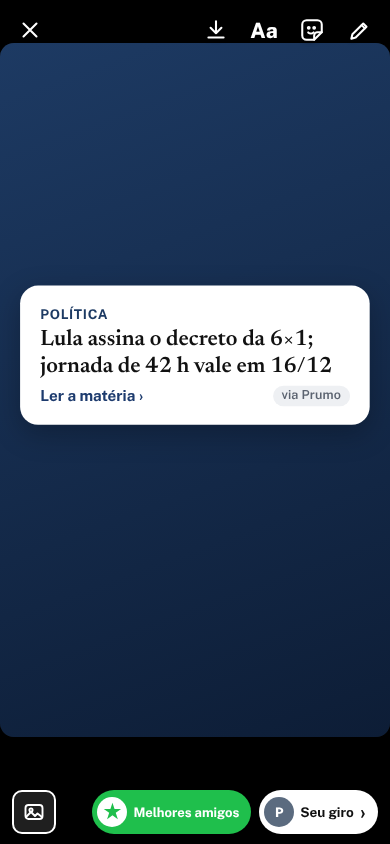 Aa
POLÍTICA
Lula assina o decreto da 6×1;
jornada de 42 h vale em 16/12
Ler a matéria ›
via Prumo
Melhores amigos
P
Seu giro ›